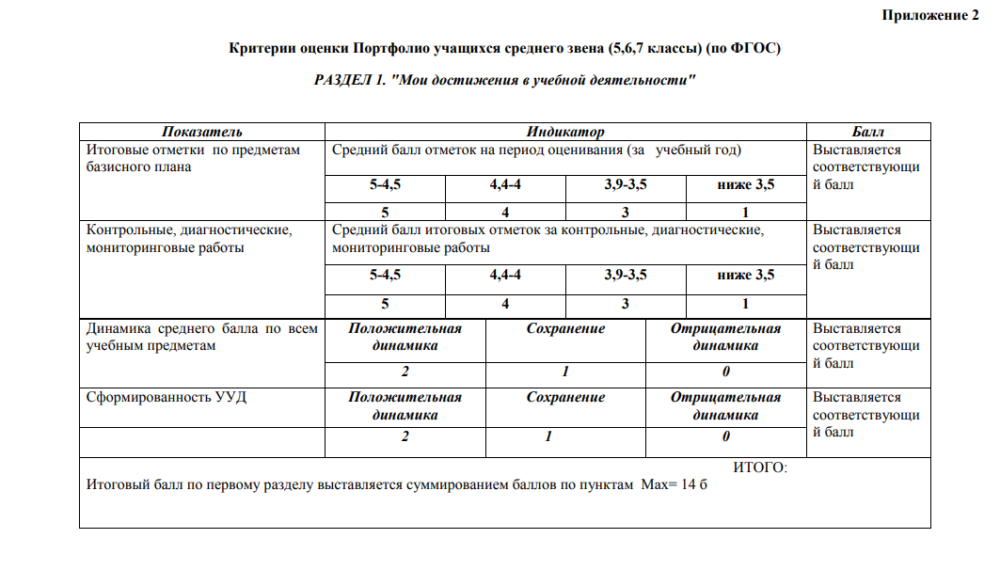 Приложение 2
Критерии оценки Портфолио учащихся среднего звена (5,6,7 классы) (по ФГОС)
РАЗДЕЛ 1. "Мои достижения в учебной деятельности"
Показатель Индикатор Балл
Итоговые отметки по предметам
базисного плана
Средний балл отметок на период оценивания (за учебный год)
5-4,5 4,4-4 3,9-3,5 ниже 3,5
5 4 3 1
Выставляется
соответствующи
й балл
Контрольные, диагностические,
мониторинговые работы
Средний балл итоговых отметок за контрольные, диагностические,
мониторинговые работы
5-4,5 4,4-4 3,9-3,5 ниже 3,5
5 4 3 1
Выставляется
соответствующи
й балл
Динамика среднего балла по всем
учебным предметам
Положительная
динамика
Сохранение
Отрицательная
динамика
2 1 0
Выставляется
соответствующи
й балл
Сформированность УУД
Положительная
динамика
Сохранение
Отрицательная
динамика
2 1 0
Выставляется
соответствующи
й балл
ИТОГО:
Итоговый балл по первому разделу выставляется суммированием баллов по пунктам Max= 14 б